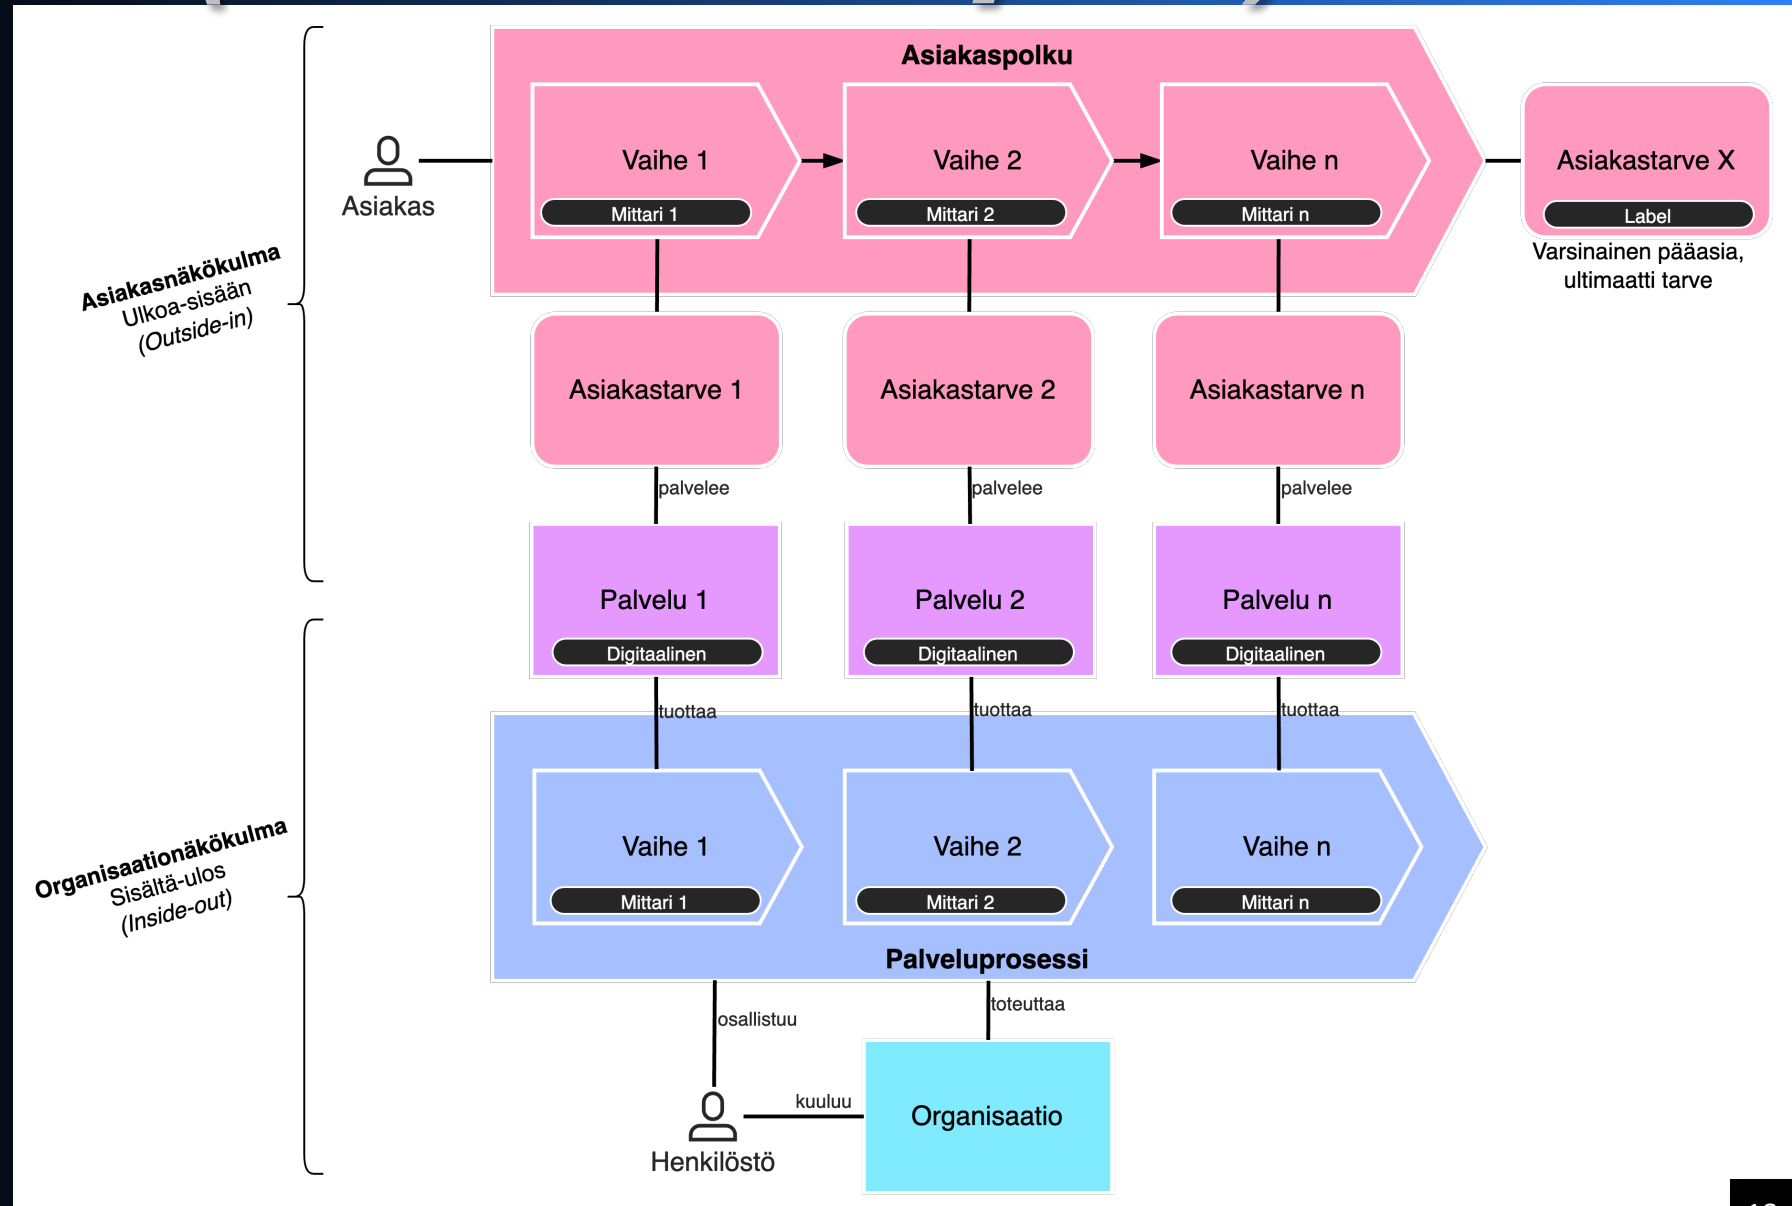 Asiakaspolku
Vaihe 1
Mittari 1
Vaihe 2
Mittari 2
Vaihe n
Mittari n
Asiakastarve X
Label
Varsinainen pääasia,
ultimaatti tarve
Asiakas
Asiakasnäkökulma
Ulkoa-sisään
(Outside-in)
Asiakastarve 1
Asiakastarve 2
Asiakastarve n
palvelee
palvelee
palvelee
Palvelu 1
Digitaalinen
Palvelu 2
Digitaalinen
Palvelu n
Digitaalinen
tuottaa
tuottaa
tuottaa
Organisaationäkökulma
Sisältä-ulos
(Inside-out)
Vaihe 1
Mittari 1
Vaihe 2
Mittari 2
Vaihe n
Mittari n
Palveluprosessi
osallistuu
toteuttaa
kuuluu
Organisaatio
Henkilöstö